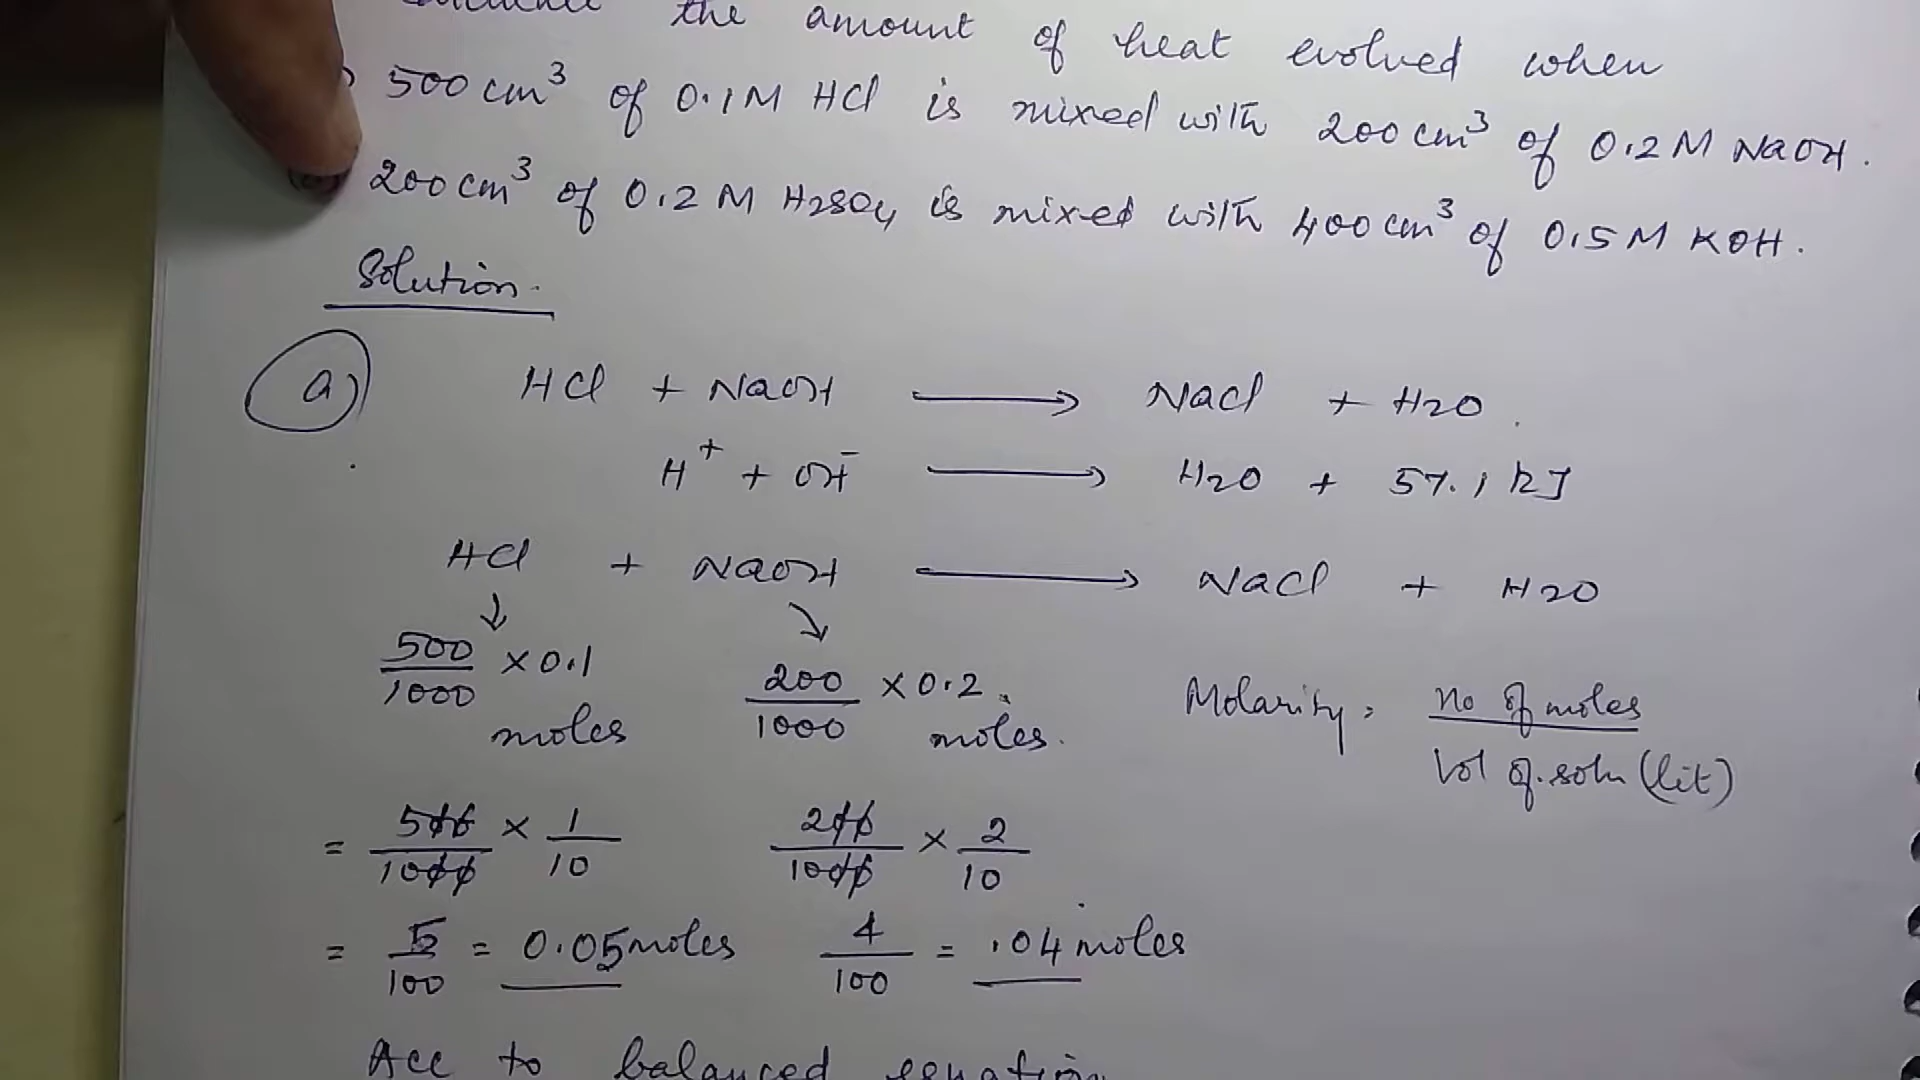 the amount of heat evolved when
500 cm³ of 0.1M HCl is mixed with 200 cm³ of 0.2M NaOH.
200 cm³ of 0.2 M H2SO4 is mixed with 400 cm³ of 0.5M KOH.
Solution.
a) HCl + NaOH → NaCl + H2O.
H⁺ + OH⁻ → H2O + 57.1 KJ
HCl + NaOH → NaCl + H2O
↓ ↘
500/1000 × 0.1 moles 200/1000 × 0.2 moles. Molarity = no of moles / Vol of soln (lit)
= 500/1000 × 1/10 200/1000 × 2/10
= 5/100 = 0.05 moles 4/100 = .04 moles
Acc to balanced equation